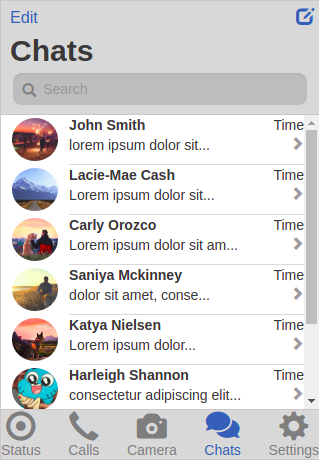 Edit
Chats
Search
John Smith Time
lorem ipsum dolor sit...
Lacie-Mae Cash Time
Lorem ipsum dolor sit...
Carly Orozco Time
Lorem ipsum dolor sit am...
Saniya Mckinney Time
dolor sit amet, conse...
Katya Nielsen Time
Lorem ipsum dolor...
Harleigh Shannon Time
consectetur adipiscing elit...
Status Calls Camera Chats Settings